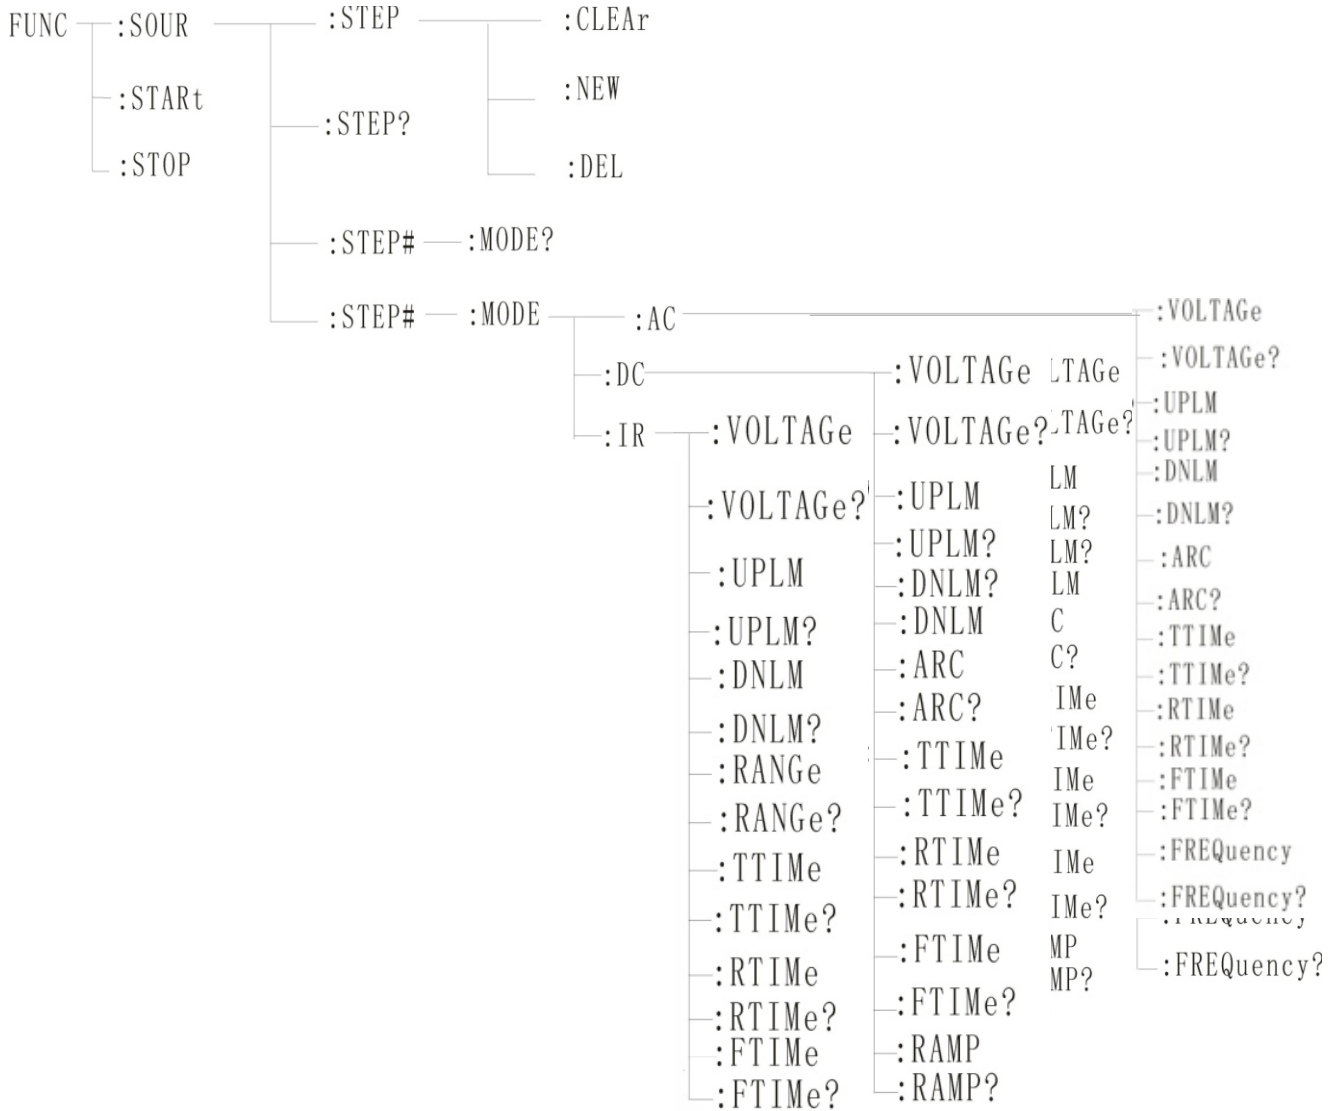 FUNC :SOUR :STEP :CLEAr
:NEW
:STARt
:STEP?
:STOP :DEL
:STEP# :MODE?
:STEP# :MODE :AC :VOLTAGe
:VOLTAGe?
:DC :VOLTAGe LTAGe
:UPLM
:IR :VOLTAGe :VOLTAGe? LTAGe? :UPLM?
:DNLM
LM
:VOLTAGe? :UPLM LM? :DNLM?
:UPLM? LM? :ARC
:UPLM :DNLM? LM
:ARC?
:UPLM? :DNLM C :TTIMe
:DNLM :ARC C? :TTIMe?
:ARC? IMe :RTIMe
:DNLM? IMe? :RTIMe?
:RANGe :TTIMe IMe :FTIMe
:RANGe? :TTIMe? IMe? :FTIMe?
:TTIMe :RTIMe IMe :FREQuency
:RTIMe? IMe? :FREQuency?
:TTIMe? :FREQuency
:FTIMe MP
:RTIMe MP? :FREQuency?
:RTIMe? :FTIMe?
:FTIMe :RAMP
:FTIMe? :RAMP?